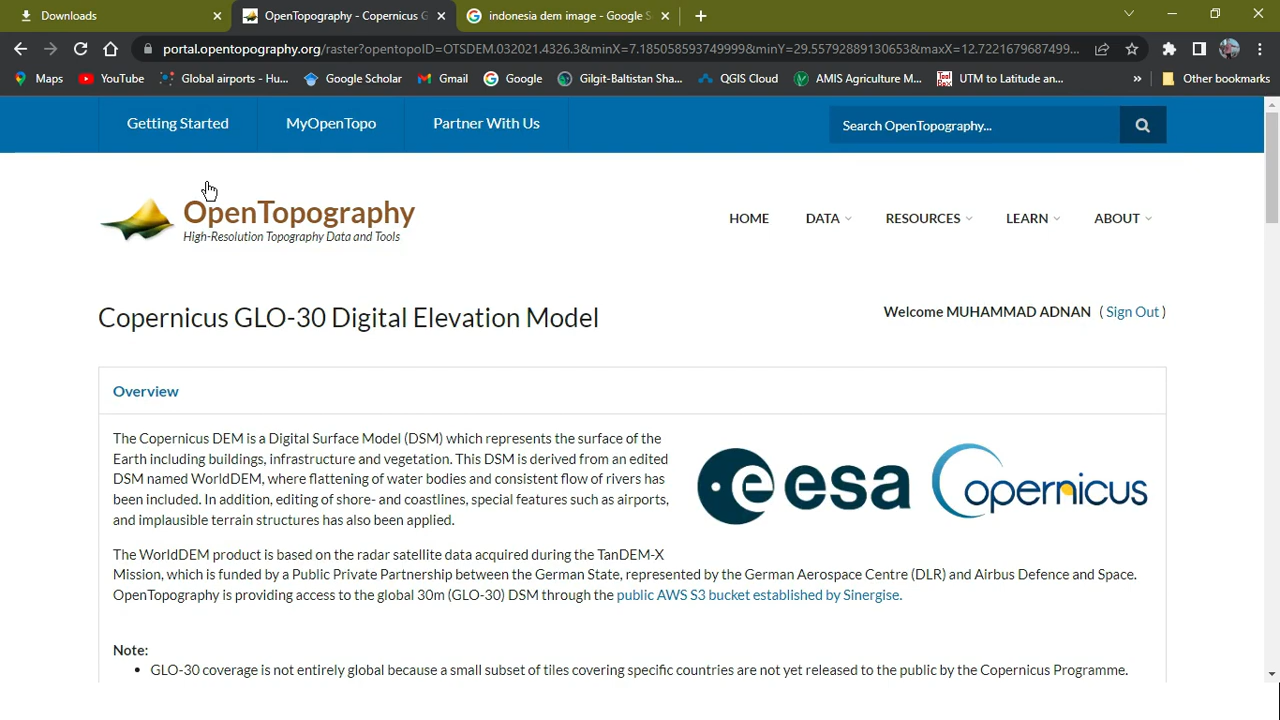 Downloads
OpenTopography - Copernicus G
indonesia dem image - Google S
portal.opentopography.org/raster?opentopoID=OTSDEM.032021.4326.3&minX=7.185058593749999&minY=29.55792889130653&maxX=12.7221679687499...
Maps
YouTube
Global airports - Hu...
Google Scholar
Gmail
Google
Gilgit-Baltistan Sha...
QGIS Cloud
AMIS Agriculture M...
UTM to Latitude an...
»
Other bookmarks
Getting Started
MyOpenTopo
Partner With Us
Search OpenTopography...
OpenTopography
High-Resolution Topography Data and Tools
HOME
DATA
RESOURCES
LEARN
ABOUT
Copernicus GLO-30 Digital Elevation Model
Welcome MUHAMMAD ADNAN ( Sign Out )
Overview
The Copernicus DEM is a Digital Surface Model (DSM) which represents the surface of the
Earth including buildings, infrastructure and vegetation. This DSM is derived from an edited
DSM named WorldDEM, where flattening of water bodies and consistent flow of rivers has
been included. In addition, editing of shore and coastlines, special features such as airports,
and implausible terrain structures has also been applied.
esa
opernicus
The WorldDEM product is based on the radar satellite data acquired during the TanDEM-X
Mission, which is funded by a Public Private Partnership between the German State, represented by the German Aerospace Centre (DLR) and Airbus Defence and Space.
OpenTopography is providing access to the global 30m (GLO-30) DSM through the public AWS S3 bucket established by Sinergise.
Note:
• GLO-30 coverage is not entirely global because a small subset of tiles covering specific countries are not yet released to the public by the Copernicus Programme.